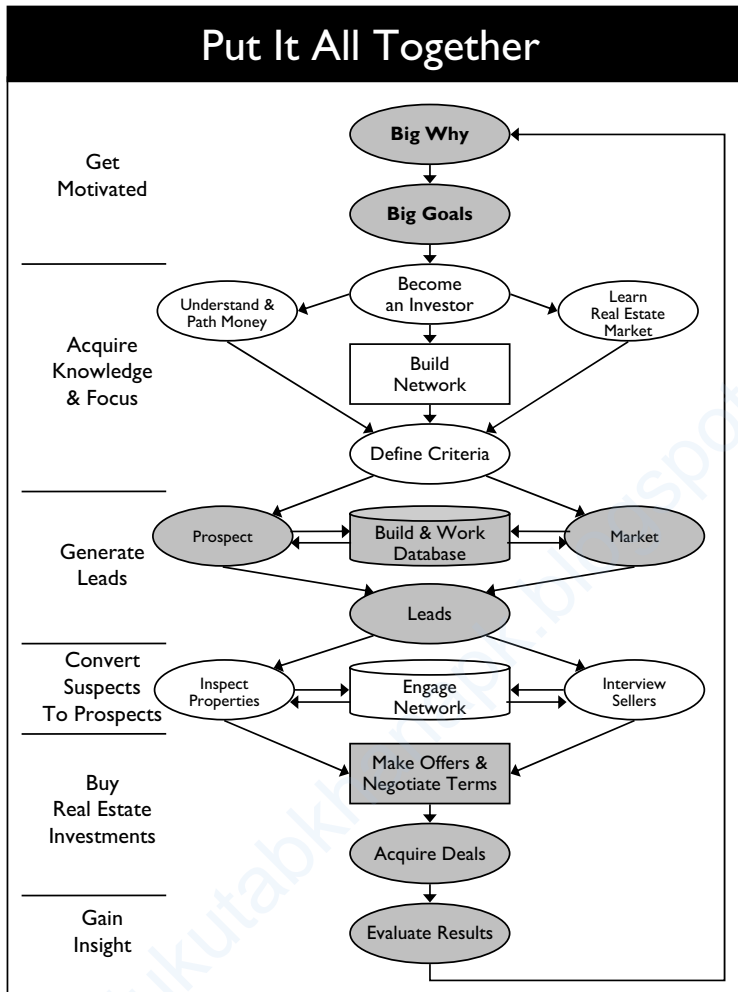 Put It All Together
Get
Motivated
Big Why
Big Goals
Acquire
Knowledge
& Focus
Become
an Investor
Understand &
Path Money
Learn
Real Estate
Market
Build
Network
Define Criteria
Generate
Leads
Prospect
Build & Work
Database
Market
Leads
Convert
Suspects
To Prospects
Inspect
Properties
Engage
Network
Interview
Sellers
Buy
Real Estate
Investments
Make Offers &
Negotiate Terms
Acquire Deals
Gain
Insight
Evaluate Results